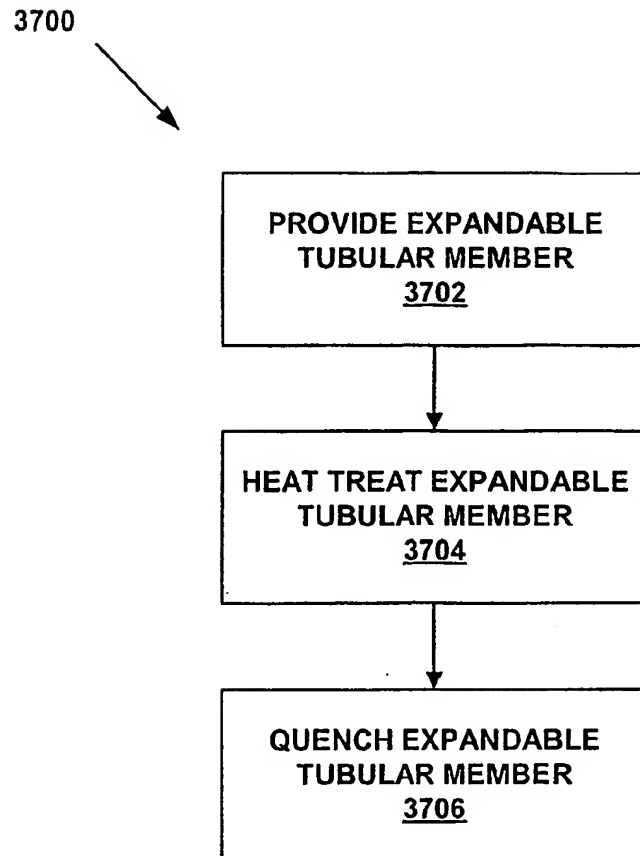 3700
PROVIDE EXPANDABLE
TUBULAR MEMBER
3702
HEAT TREAT EXPANDABLE
TUBULAR MEMBER
3704
QUENCH EXPANDABLE
TUBULAR MEMBER
3706